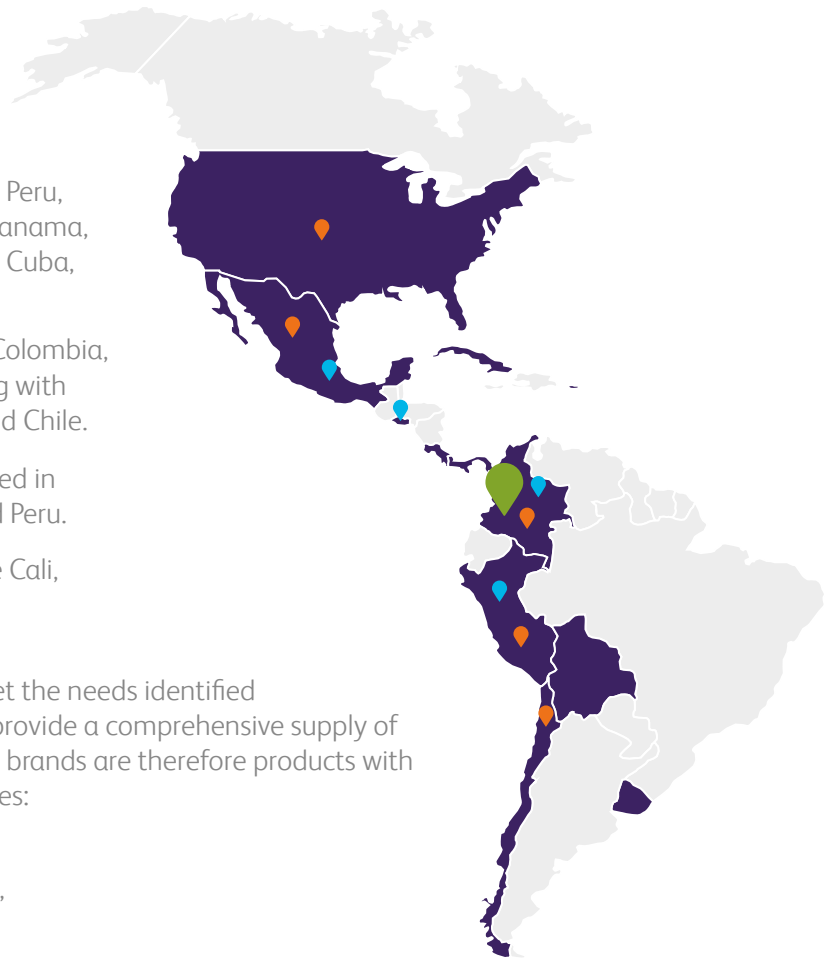 Peru,
anama,
Cuba,
Colombia,
g with
d Chile.
ed in
d Peru.
e Cali,
et the needs identified
provide a comprehensive supply of
brands are therefore products with
es:
,